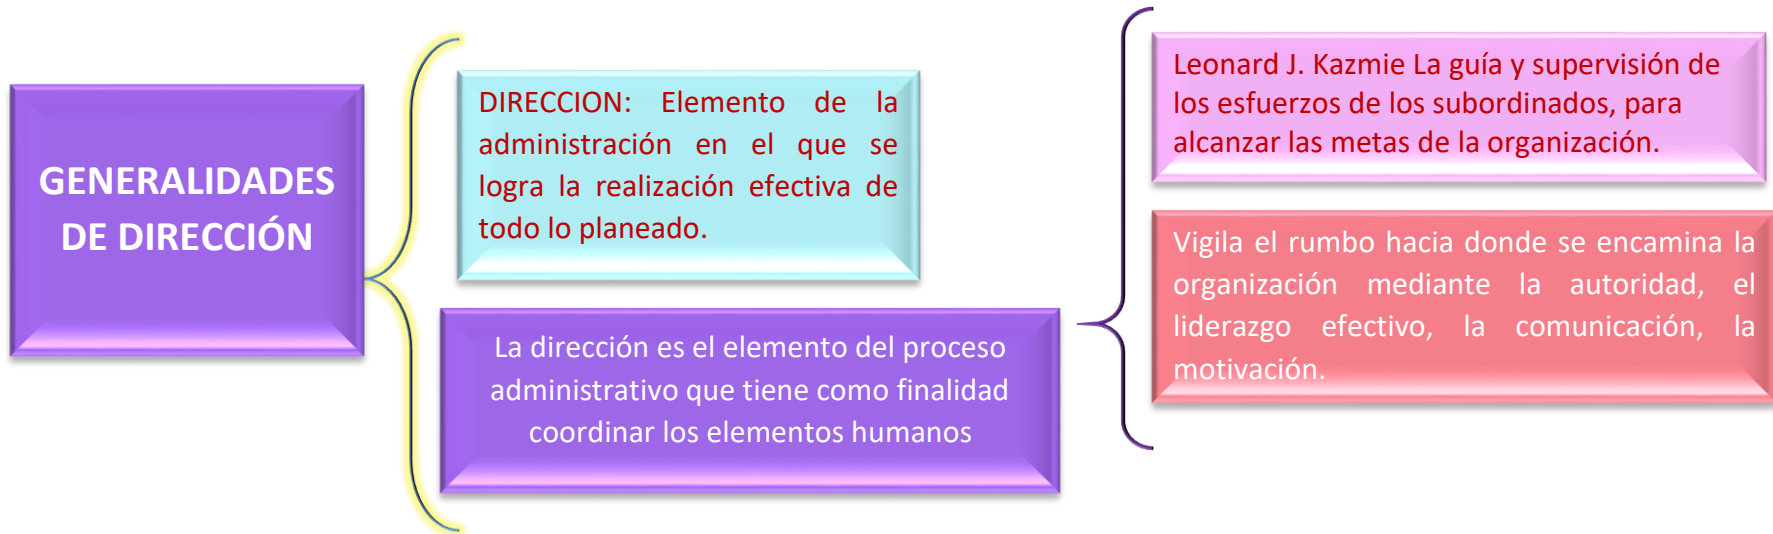 GENERALIDADES
DE DIRECCIÓN
DIRECCION: Elemento de la
administración en el que se
logra la realización efectiva de
todo lo planeado.
La dirección es el elemento del proceso
administrativo que tiene como finalidad
coordinar los elementos humanos
Leonard J. Kazmie La guía y supervisión de
los esfuerzos de los subordinados, para
alcanzar las metas de la organización.
Vigila el rumbo hacia donde se encamina la
organización mediante la autoridad, el
liderazgo efectivo, la comunicación, la
motivación.